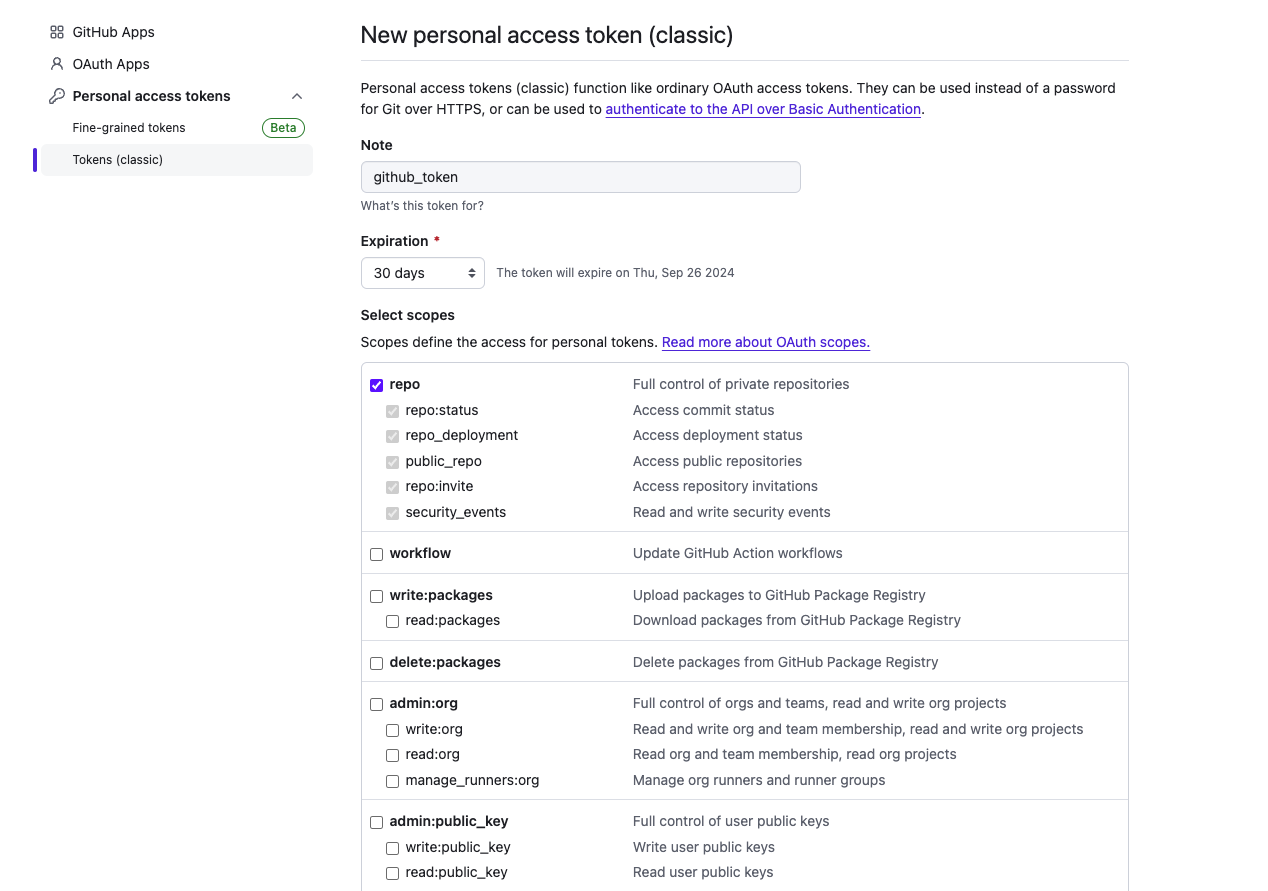 GitHub Apps
OAuth Apps
Personal access tokens
Fine-grained tokens
Beta
Tokens (classic)
New personal access token (classic)
Personal access tokens (classic) function like ordinary OAuth access tokens. They can be used instead of a password
for Git over HTTPS, or can be used to authenticate to the API over Basic Authentication.
Note
github_token
What's this token for?
Expiration *
30 days The token will expire on Thu, Sep 26 2024
Select scopes
Scopes define the access for personal tokens. Read more about OAuth scopes.
repo Full control of private repositories
repo:status Access commit status
repo_deployment Access deployment status
public_repo Access public repositories
repo:invite Access repository invitations
security_events Read and write security events
workflow Update GitHub Action workflows
write:packages Upload packages to GitHub Package Registry
read:packages Download packages from GitHub Package Registry
delete:packages Delete packages from GitHub Package Registry
admin:org Full control of orgs and teams, read and write org projects
write:org Read and write org and team membership, read and write org projects
read:org Read org and team membership, read org projects
manage_runners:org Manage org runners and runner groups
admin:public_key Full control of user public keys
write:public_key Write user public keys
read:public_key Read user public keys